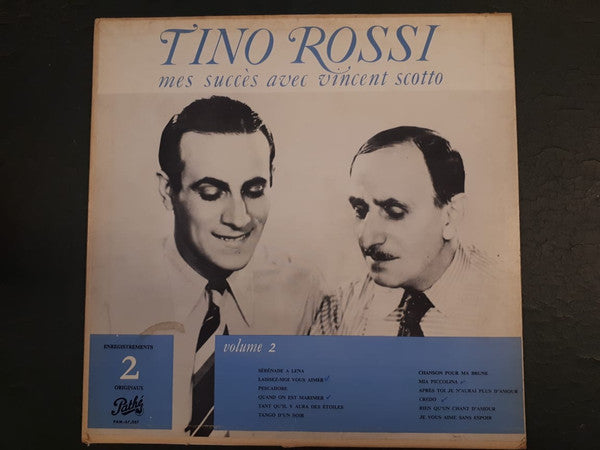 TINO ROSSI
mes succès avec vincent scotto
ENREGISTREMENTS
2
ORIGINAUX
Pathé
volume 2
SÉRÉNADE A LENA
LAISSEZ-MOI VOUS AIMER
PESCADORE
QUAND ON EST MARINIER
TANT QU'IL Y AURA DES ÉTOILES
TANGO D'UN SOIR
CHANSON POUR MA BRUNE
MIA PICCOLINA
APRÈS TOI JE N'AURAI PLUS D'AMOUR
CREDO
RIEN QU'UN CHANT D'AMOUR
JE VOUS AIME SANS ESPOIR